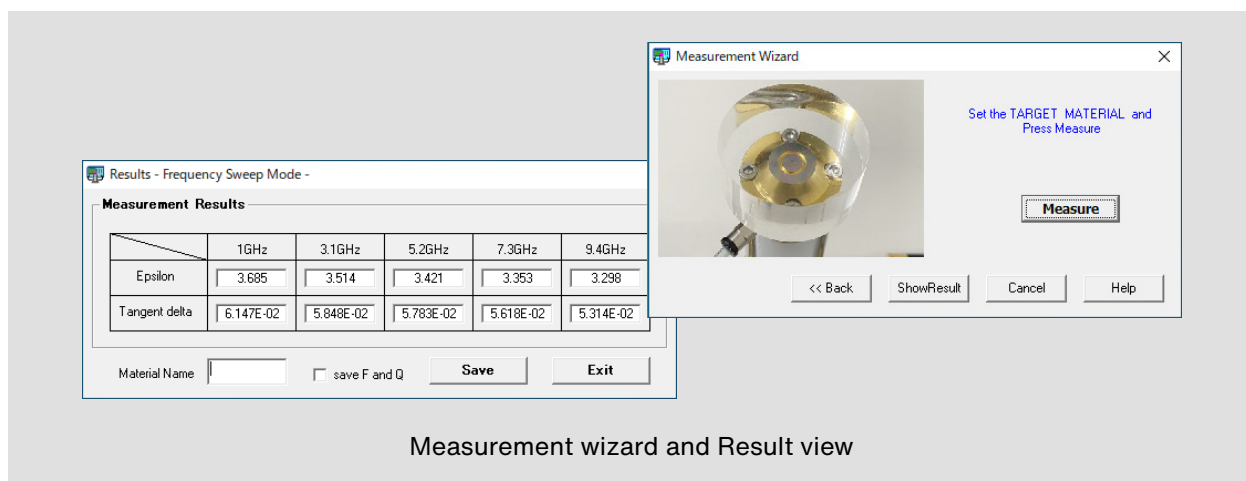 Measurement Wizard
Set the TARGET MATERIAL and
Press Measure
Measure
<< Back ShowResult Cancel Help
Results - Frequency Sweep Mode -
Measurement Results
1GHz 3.1GHz 5.2GHz 7.3GHz 9.4GHz
Epsilon 3.685 3.514 3.421 3.353 3.298
Tangent delta 6.147E-02 5.848E-02 5.783E-02 5.618E-02 5.314E-02
Material Name save F and Q Save Exit
Measurement wizard and Result view